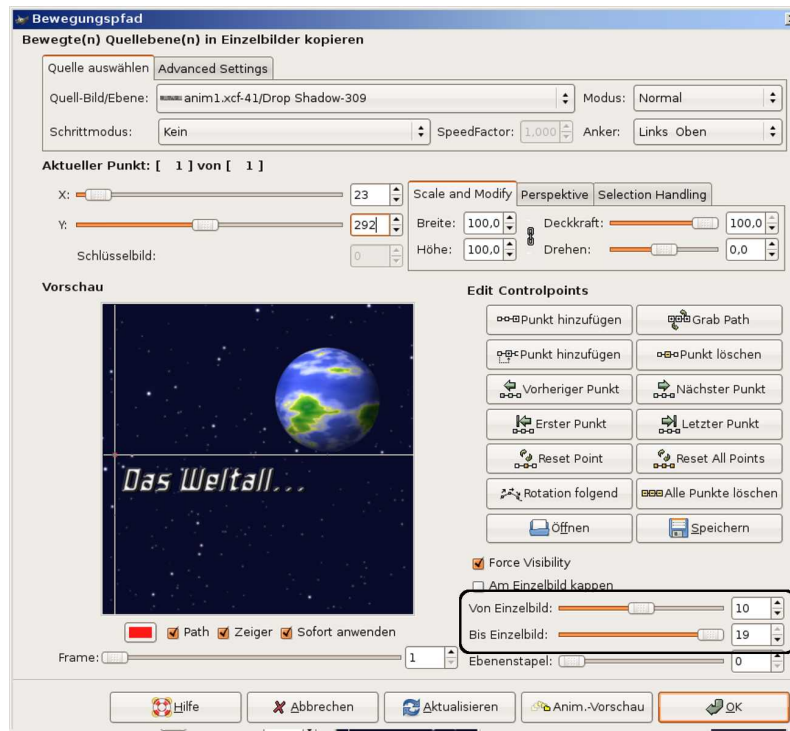 Bewegungspfad
Bewegte(n) Quellebene(n) in Einzelbilder kopieren
Quelle auswählen Advanced Settings
Quell-Bild/Ebene: anim1.xcf-41/Drop Shadow-309 Modus: Normal
Schrittmodus: Kein SpeedFactor: 1,000 Anker: Links Oben
Aktueller Punkt: [ 1 ] von [ 1 ]
X: 23
Y: 292
Schlüsselbild: 0
Scale and Modify Perspektive Selection Handling
Breite: 100,0 Deckkraft: 100,0
Höhe: 100,0 Drehen: 0,0
Vorschau
Das Weltall...
Path Zeiger Sofort anwenden
Frame: 1
Edit Controlpoints
Punkt hinzufügen Grab Path
Punkt hinzufügen Punkt löschen
Vorheriger Punkt Nächster Punkt
Erster Punkt Letzter Punkt
Reset Point Reset All Points
Rotation folgend Alle Punkte löschen
Öffnen Speichern
Force Visibility
Am Einzelbild kappen
Von Einzelbild: 10
Bis Einzelbild: 19
Ebenenstapel: 0
Hilfe Abbrechen Aktualisieren Anim.-Vorschau OK